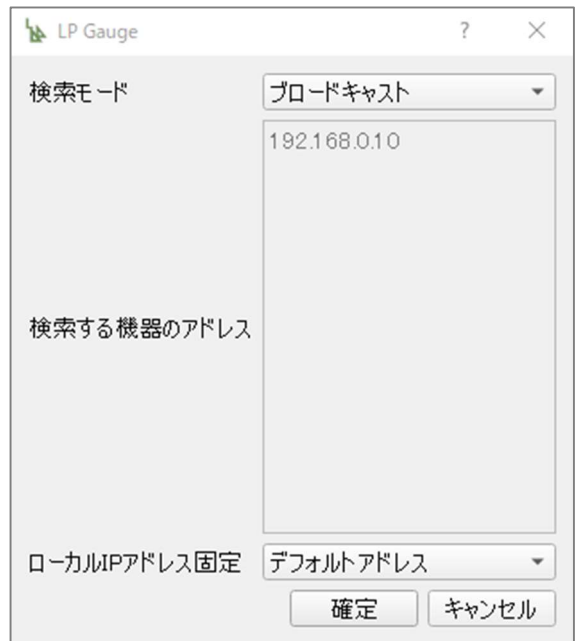 LP Gauge
検索モード ブロードキャスト
192.168.0.10
検索する機器のアドレス
ローカルIPアドレス固定 デフォルトアドレス
確定 キャンセル